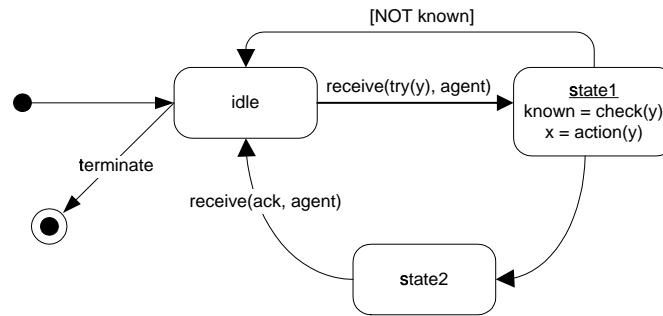 [NOT known]
idle
receive(try(y), agent)
state1
known = check(y)
x = action(y)
terminate
receive(ack, agent)
state2